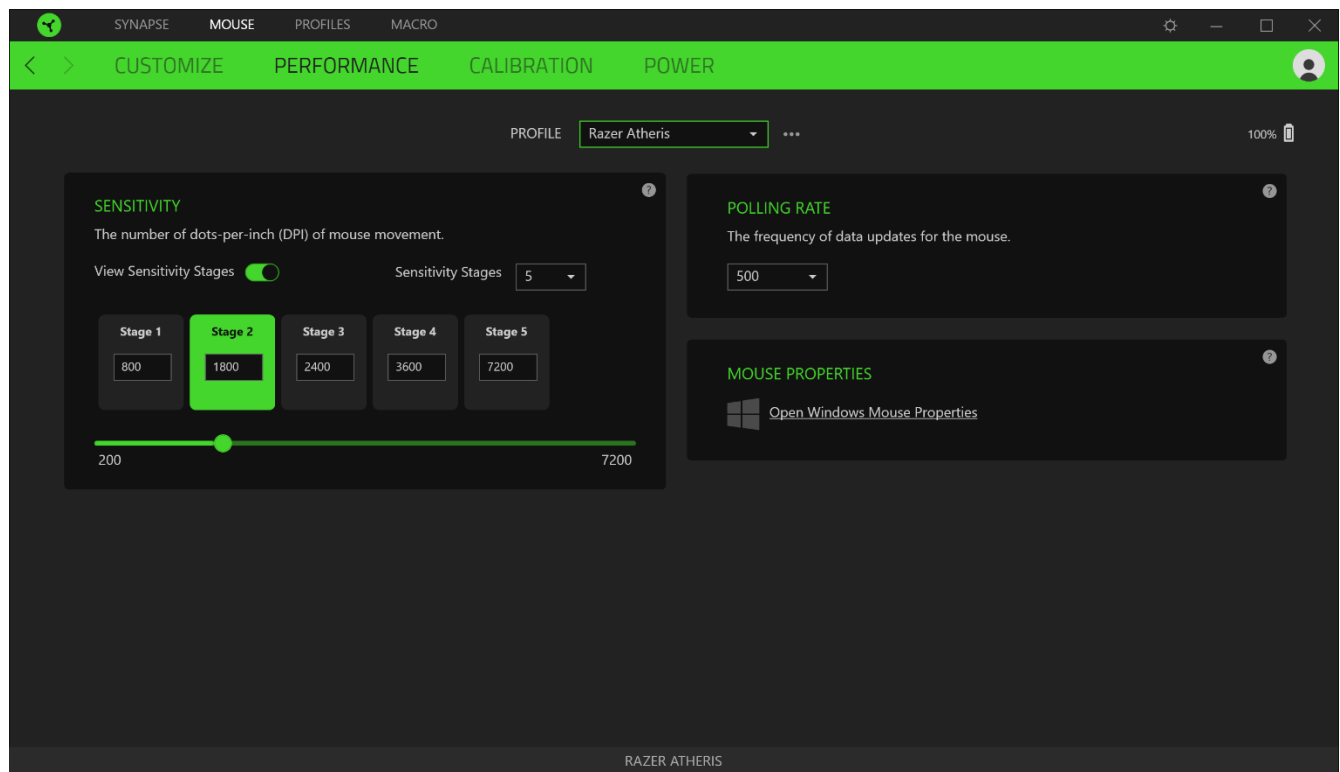 SYNAPSE MOUSE PROFILES MACRO
CUSTOMIZE PERFORMANCE CALIBRATION POWER
PROFILE Razer Atheris
100%
SENSITIVITY
The number of dots-per-inch (DPI) of mouse movement.
View Sensitivity Stages Sensitivity Stages 5
Stage 1 Stage 2 Stage 3 Stage 4 Stage 5
800 1800 2400 3600 7200
200 7200
POLLING RATE
The frequency of data updates for the mouse.
500
MOUSE PROPERTIES
Open Windows Mouse Properties
RAZER ATHERIS